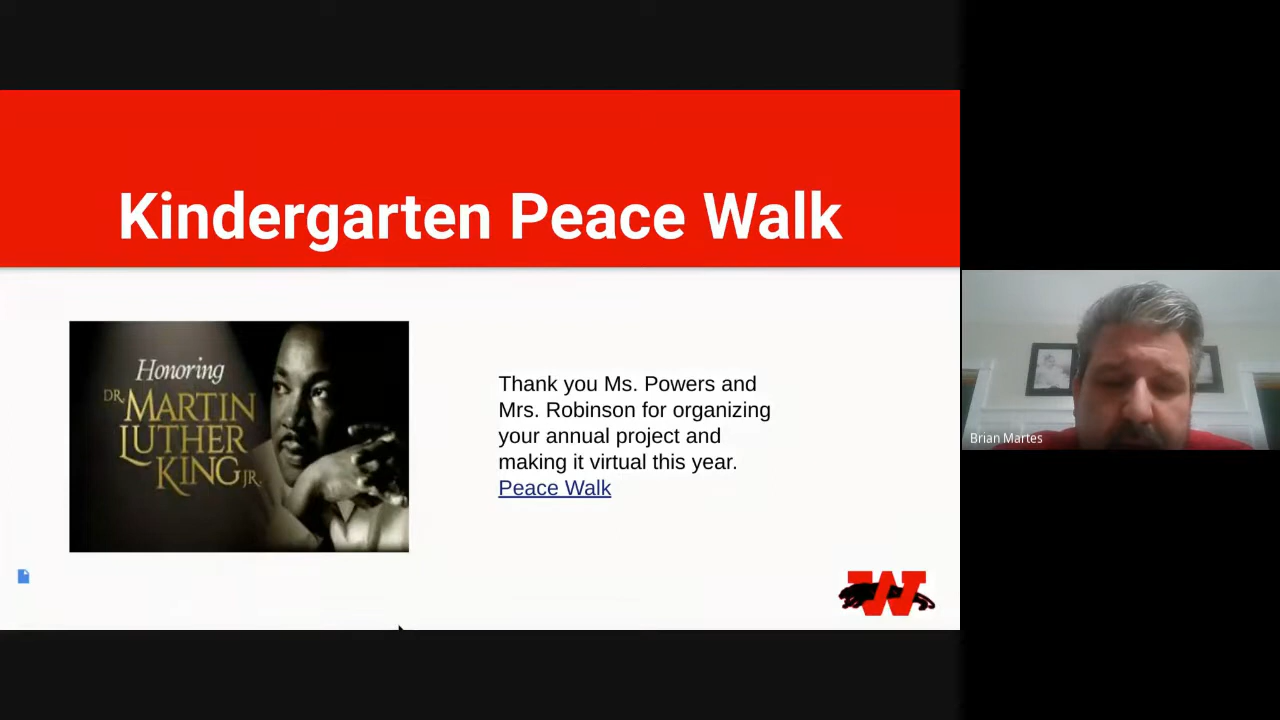 Kindergarten Peace Walk
Honoring
DR. MARTIN
LUTHER
KING JR.
Thank you Ms. Powers and
Mrs. Robinson for organizing
your annual project and
making it virtual this year.
Peace Walk
W
Brian Martes